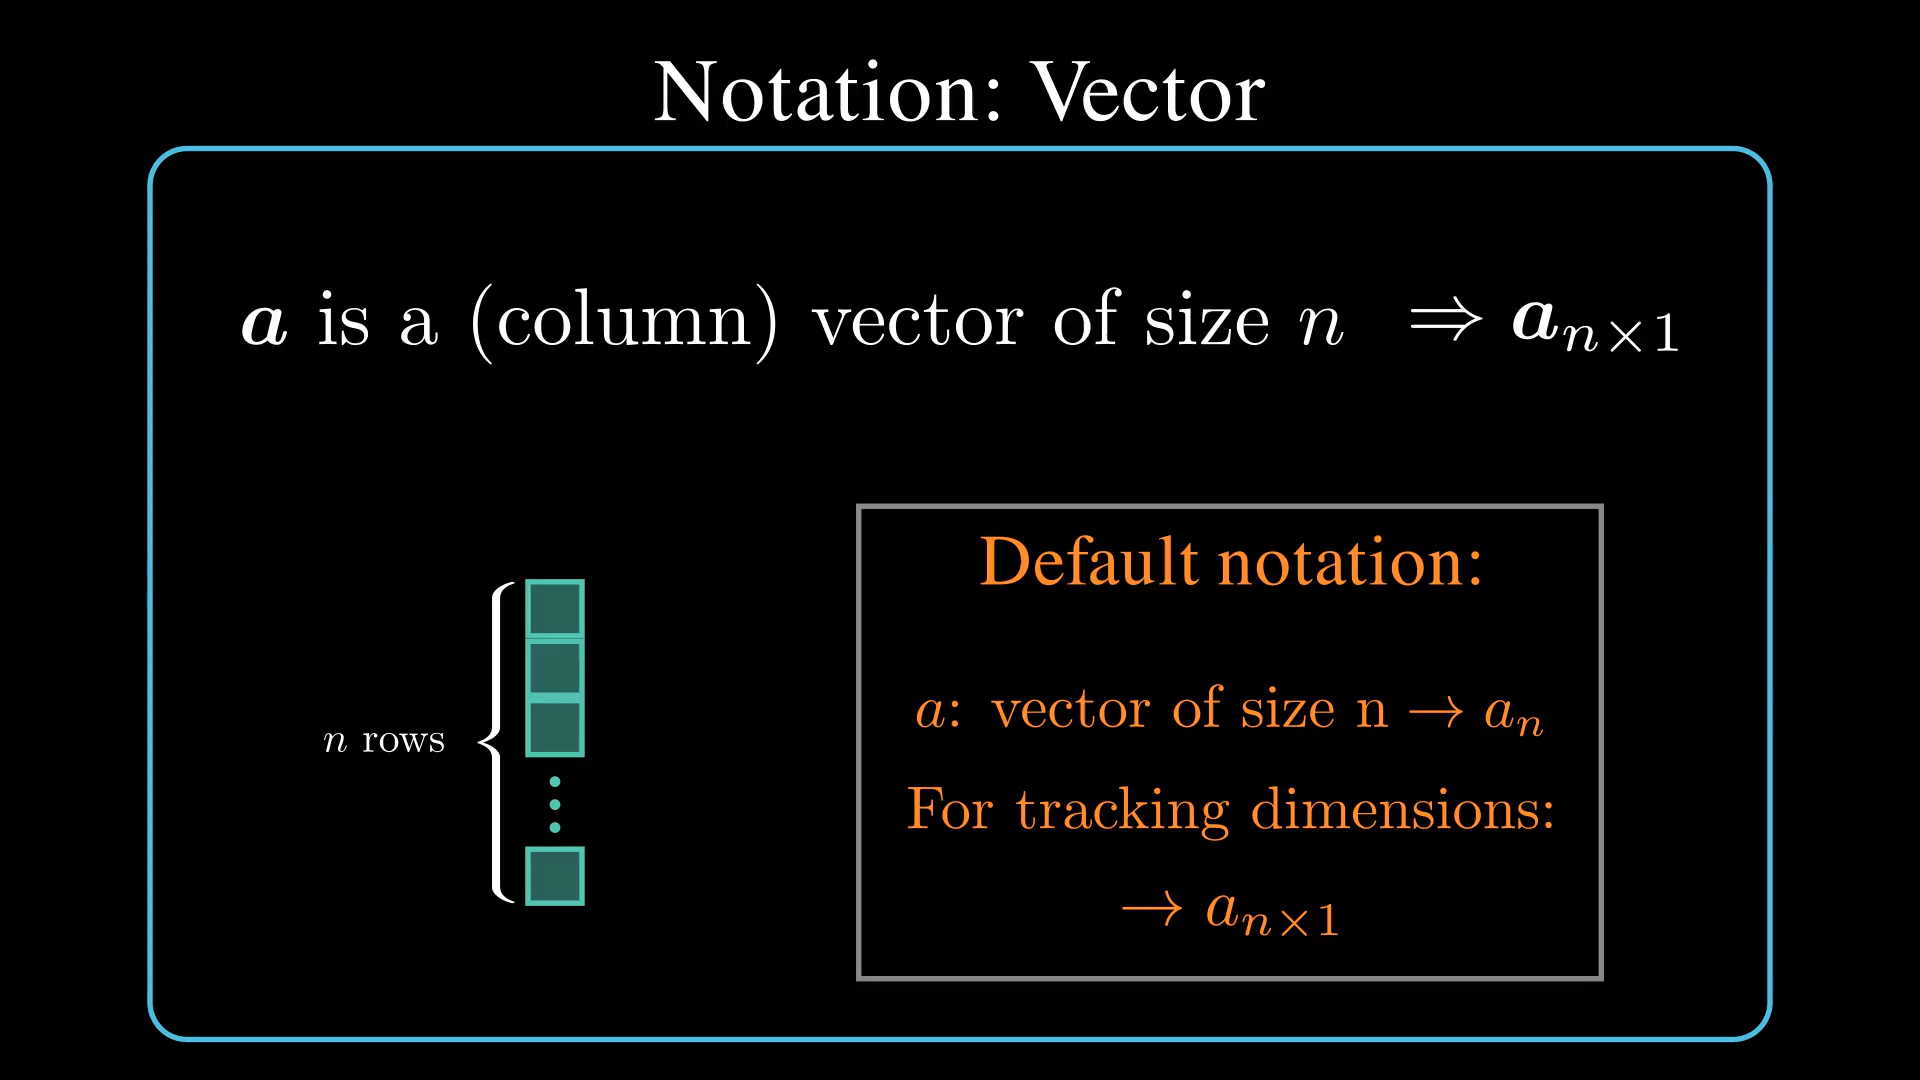 Notation: Vector
a is a (column) vector of size n ⇒ a_{n×1}
n rows
Default notation:
a: vector of size n → a_n
For tracking dimensions:
→ a_{n×1}